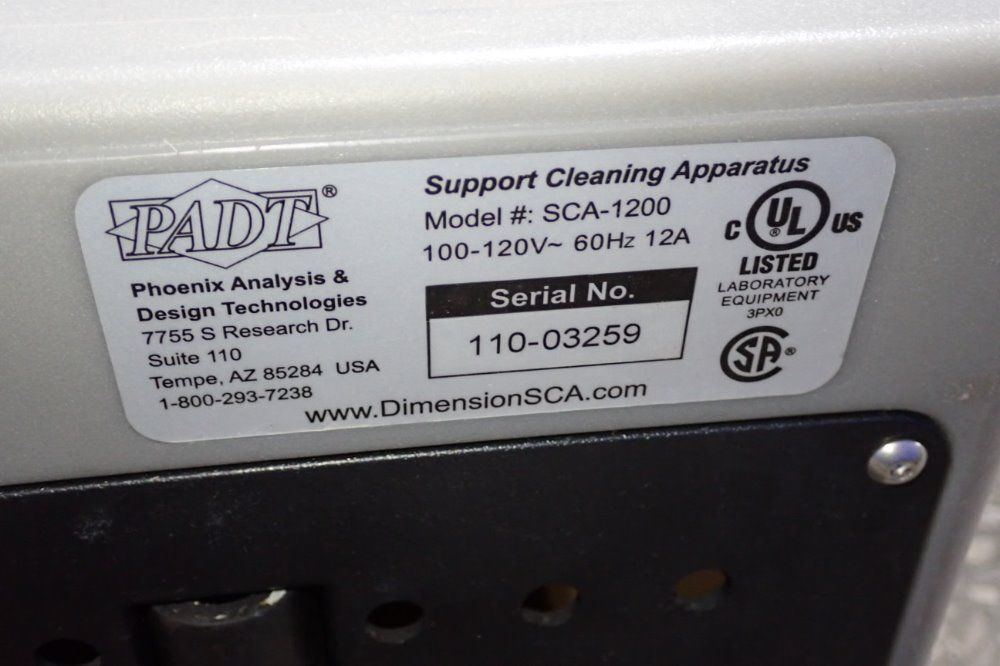 PADT®
Phoenix Analysis &
Design Technologies
7755 S Research Dr.
Suite 110
Tempe, AZ 85284 USA
1-800-293-7238
Support Cleaning Apparatus
Model #: SCA-1200
100-120V~ 60Hz 12A
Serial No.
110-03259
www.DimensionSCA.com
C UL® US
LISTED
LABORATORY
EQUIPMENT
3PX0
SA®